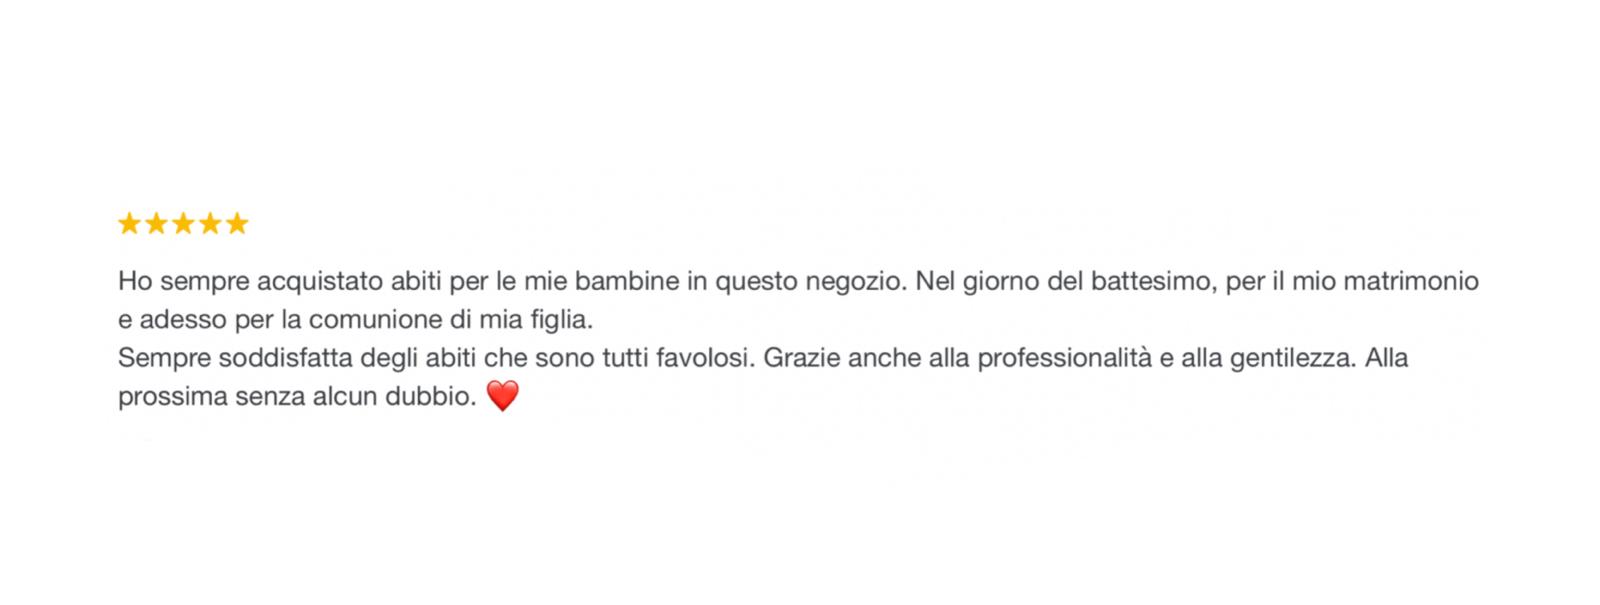 ★★★★★
Ho sempre acquistato abiti per le mie bambine in questo negozio. Nel giorno del battesimo, per il mio matrimonio
e adesso per la comunione di mia figlia.
Sempre soddisfatta degli abiti che sono tutti favolosi. Grazie anche alla professionalità e alla gentilezza. Alla
prossima senza alcun dubbio. ❤️